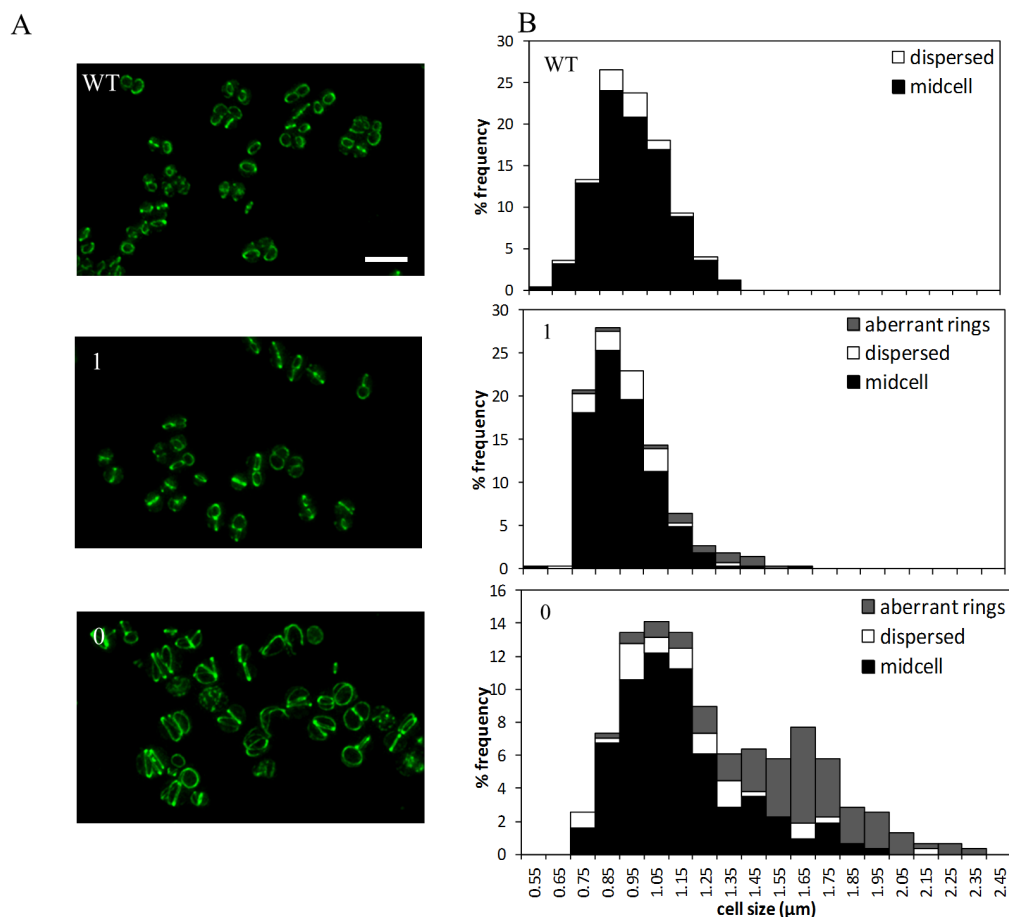 A
B
WT
WT
dispersed
midcell
% frequency
30
25
20
15
10
5
0
1
1
aberrant rings
dispersed
midcell
% frequency
30
25
20
15
10
5
0
0
0
aberrant rings
dispersed
midcell
% frequency
16
14
12
10
8
6
4
2
0
0.55
0.65
0.75
0.85
0.95
1.05
1.15
1.25
1.35
1.45
1.55
1.65
1.75
1.85
1.95
2.05
2.15
2.25
2.35
2.45
cell size (µm)